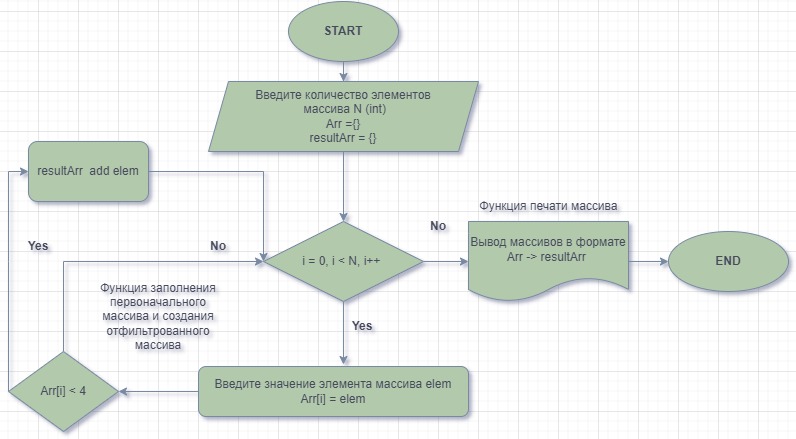 START
Введите количество элементов
массива N (int)
Arr ={}
resultArr = {}
resultArr add elem
Функция печати массива
No
Вывод массивов в формате
Arr -> resultArr
END
Yes
No
i = 0, i < N, i++
Функция заполнения
первоначального
массива и создания
отфильтрованного
массива
Yes
Arr[i] < 4
Введите значение элемента массива elem
Arr[i] = elem